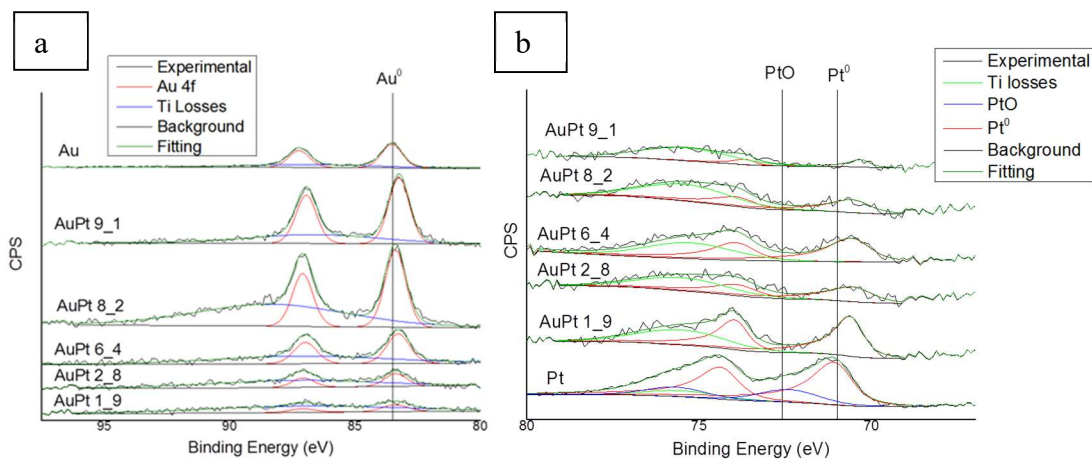 a
Experimental
Au 4f
Ti Losses
Background
Fitting
Au⁰
Au
AuPt 9_1
AuPt 8_2
AuPt 6_4
AuPt 2_8
AuPt 1_9
CPS
95 90 85 80
Binding Energy (eV)
b
Experimental
Ti losses
PtO
Pt⁰
Background
Fitting
PtO Pt⁰
AuPt 9_1
AuPt 8_2
AuPt 6_4
AuPt 2_8
AuPt 1_9
Pt
CPS
80 75 70
Binding Energy (eV)